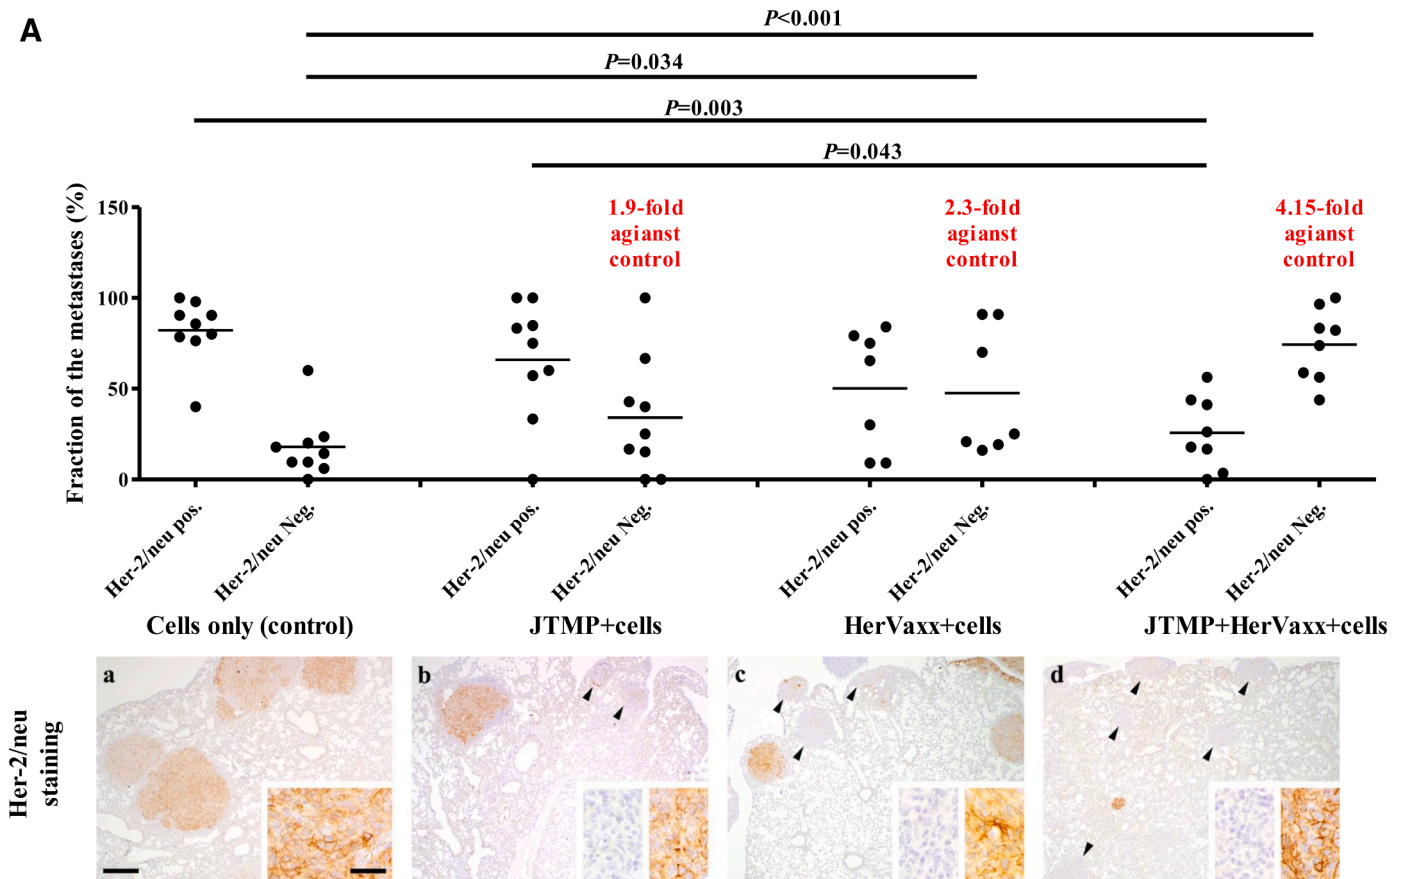 A
P<0.001
P=0.034
P=0.003
P=0.043
Fraction of the metastases (%)
150
100
50
0
1.9-fold
agianst
control
2.3-fold
agianst
control
4.15-fold
agianst
control
Her-2/neu pos.
Her-2/neu Neg.
Her-2/neu pos.
Her-2/neu Neg.
Her-2/neu pos.
Her-2/neu Neg.
Her-2/neu pos.
Her-2/neu Neg.
Cells only (control)
JTMP+cells
HerVaxx+cells
JTMP+HerVaxx+cells
Her-2/neu
staining
a
b
c
d